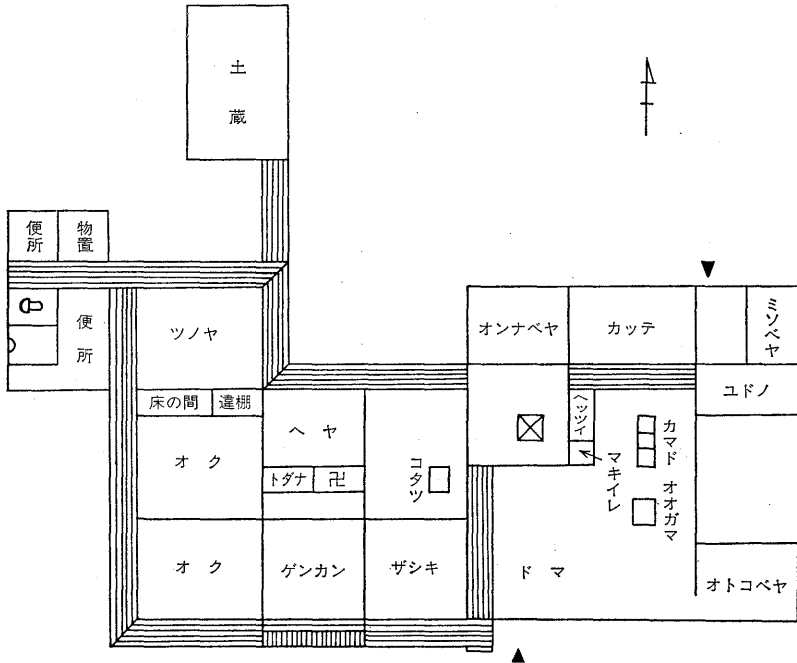 土蔵
便所
物置
便所
ツノヤ
オンナベヤ
カッテ
ミソベヤ
床の間
違棚
ヘヤ
ヘッツイ
ユドノ
カマド
オク
トダナ
卍
コタツ
マキイレ
オオガマ
オク
ゲンカン
ザシキ
ドマ
オトコベヤ